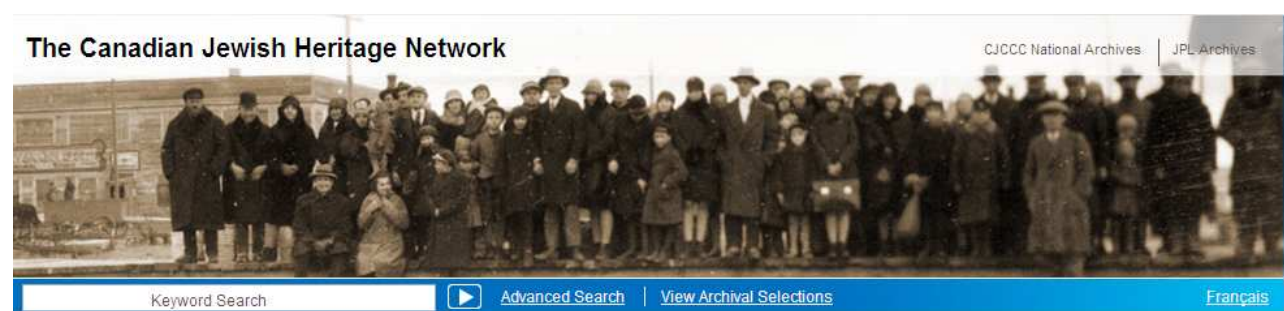 The Canadian Jewish Heritage Network
CJCCC National Archives | JPL Archives
Keyword Search
Advanced Search | View Archival Selections
Français